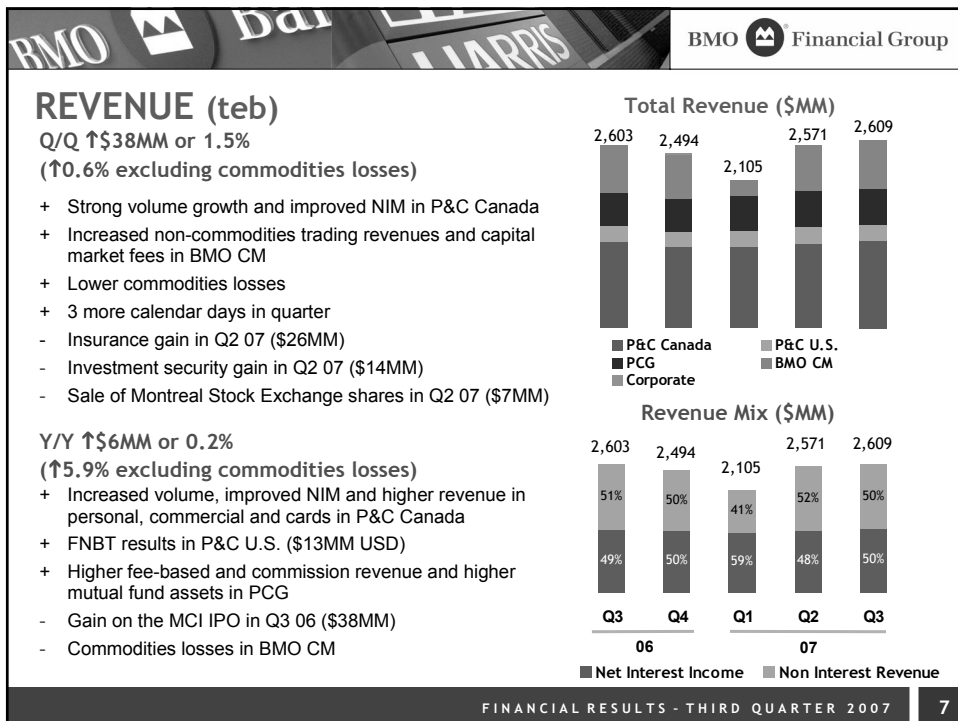 BMO
Ban
HARRIS
BMO Financial Group
REVENUE (teb)
Q/Q ↑$38MM or 1.5%
(↑0.6% excluding commodities losses)
+ Strong volume growth and improved NIM in P&C Canada
+ Increased non-commodities trading revenues and capital
market fees in BMO CM
+ Lower commodities losses
+ 3 more calendar days in quarter
- Insurance gain in Q2 07 ($26MM)
- Investment security gain in Q2 07 ($14MM)
- Sale of Montreal Stock Exchange shares in Q2 07 ($7MM)
Y/Y ↑$6MM or 0.2%
(↑5.9% excluding commodities losses)
+ Increased volume, improved NIM and higher revenue in
personal, commercial and cards in P&C Canada
+ FNBT results in P&C U.S. ($13MM USD)
+ Higher fee-based and commission revenue and higher
mutual fund assets in PCG
- Gain on the MCI IPO in Q3 06 ($38MM)
- Commodities losses in BMO CM
Total Revenue ($MM)
2,603 2,494 2,105 2,571 2,609
P&C Canada P&C U.S.
PCG BMO CM
Corporate
Revenue Mix ($MM)
2,603 2,494 2,105 2,571 2,609
51% 50% 41% 52% 50%
49% 50% 59% 48% 50%
Q3 Q4 Q1 Q2 Q3
06 07
Net Interest Income Non Interest Revenue
FINANCIAL RESULTS - THIRD QUARTER 2007 7